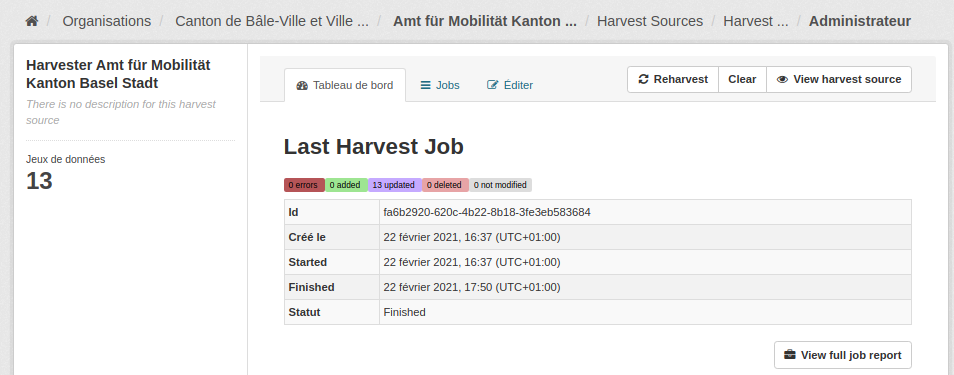 Organisations / Canton de Bâle-Ville et Ville ... / Amt für Mobilität Kanton ... / Harvest Sources / Harvest ... / Administrateur
Harvester Amt für Mobilität
Kanton Basel Stadt
There is no description for this harvest
source
Jeux de données
13
Tableau de bord Jobs Éditer Reharvest Clear View harvest source
Last Harvest Job
0 errors 0 added 13 updated 0 deleted 0 not modified
Id fa6b2920-620c-4b22-8b18-3fe3eb583684
Créé le 22 février 2021, 16:37 (UTC+01:00)
Started 22 février 2021, 16:37 (UTC+01:00)
Finished 22 février 2021, 17:50 (UTC+01:00)
Statut Finished
View full job report